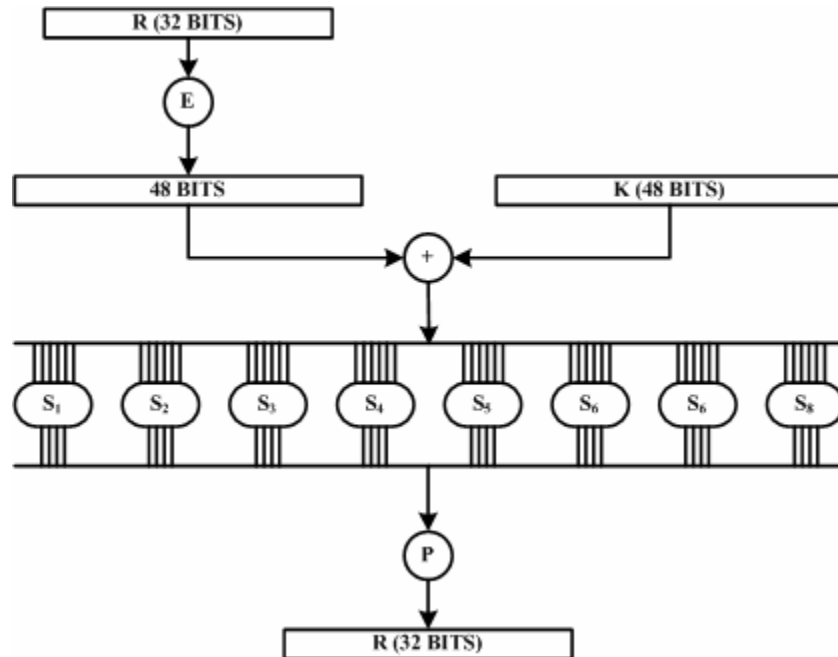 R (32 BITS)
E
48 BITS
K (48 BITS)
+
S₁ S₂ S₃ S₄ S₅ S₆ S₆ S₈
P
R (32 BITS)